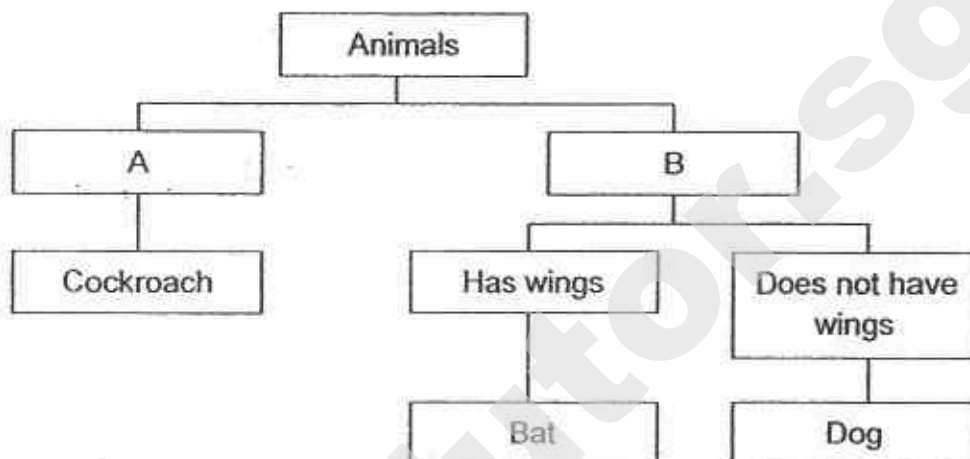 Animals
A
B
Cockroach
Has wings
Does not have
wings
Bat
Dog